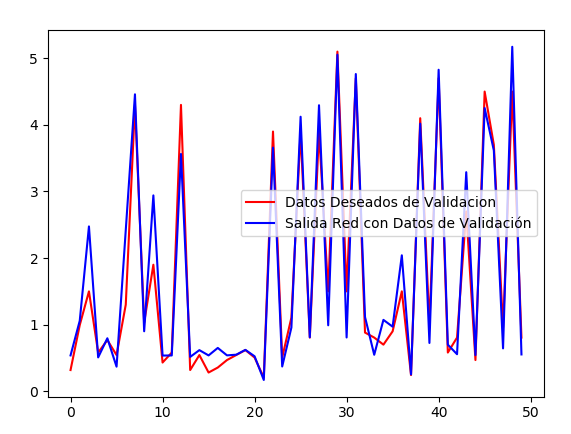 5
4
3
2
1
0
Datos Deseados de Validacion
Salida Red con Datos de Validación
0 10 20 30 40 50